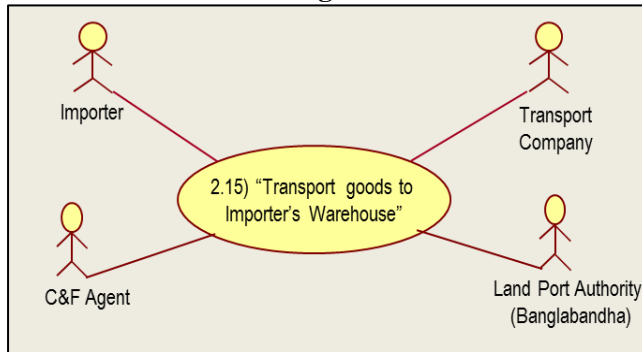 Importer
Transport
Company
2.15) “Transport goods to
Importer’s Warehouse”
C&F Agent
Land Port Authority
(Banglabandha)